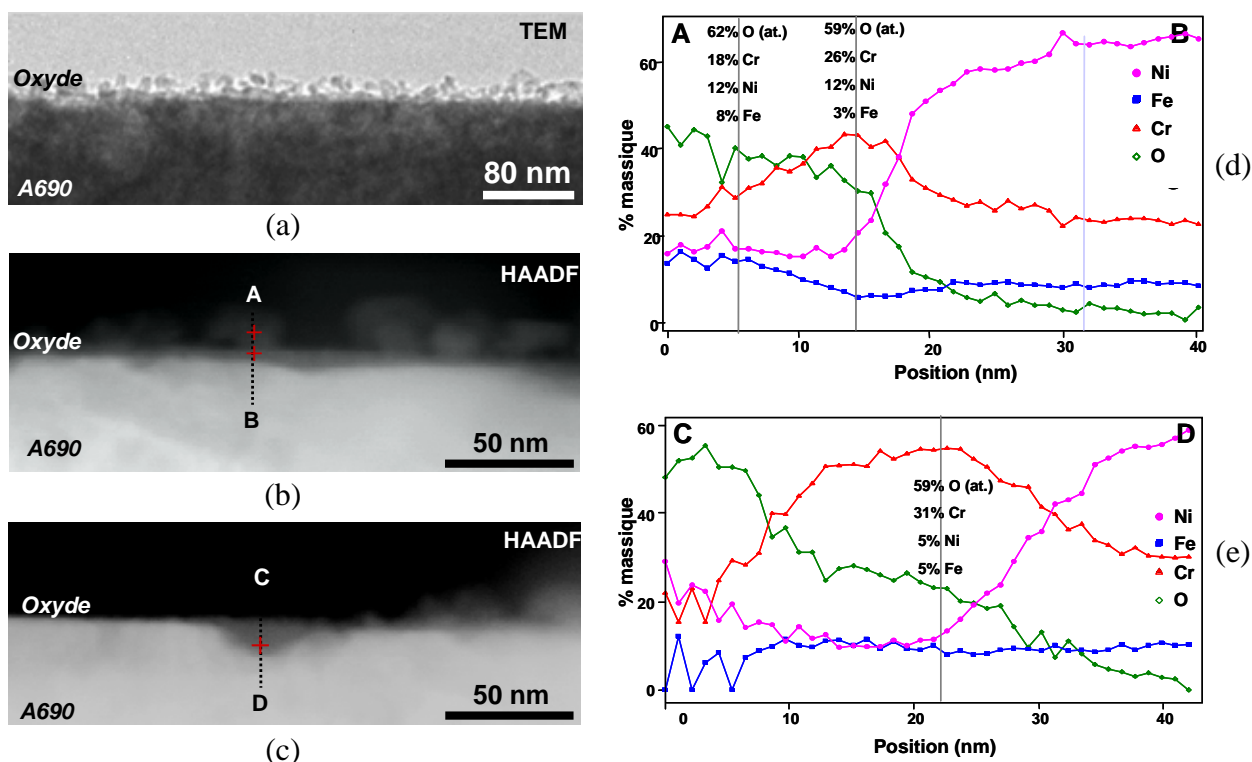 TEM
Oxyde
A690
80 nm
(a)
HAADF
A
Oxyde
B
A690
50 nm
(b)
HAADF
C
Oxyde
D
A690
50 nm
(c)
A
B
62% O (at.)
18% Cr
12% Ni
8% Fe
59% O (at.)
26% Cr
12% Ni
3% Fe
Ni
Fe
Cr
O
60
40
20
0
% massique
0 10 20 30 40
Position (nm)
(d)
C
D
59% O (at.)
31% Cr
5% Ni
5% Fe
Ni
Fe
Cr
O
60
40
20
0
% massique
0 10 20 30 40
Position (nm)
(e)